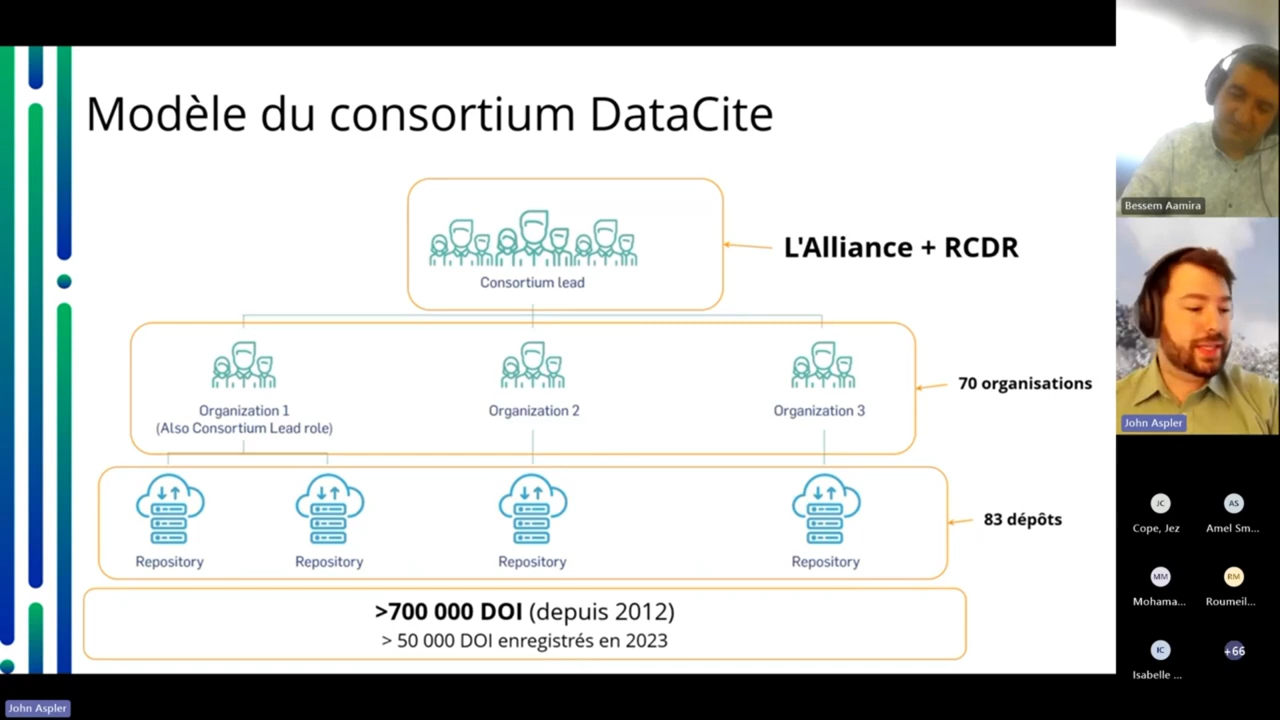 Modèle du consortium DataCite
Consortium lead
L'Alliance + RCDR
Organization 1
(Also Consortium Lead role)
Organization 2
Organization 3
70 organisations
Repository
Repository
Repository
Repository
83 dépôts
>700 000 DOI (depuis 2012)
> 50 000 DOI enregistrés en 2023
Bessem Aamira
John Aspler
JC
AS
Cope, Jez
Amel Sm...
MM
RM
Mohama...
Roumeil...
IC
+66
Isabelle ...
John Aspler